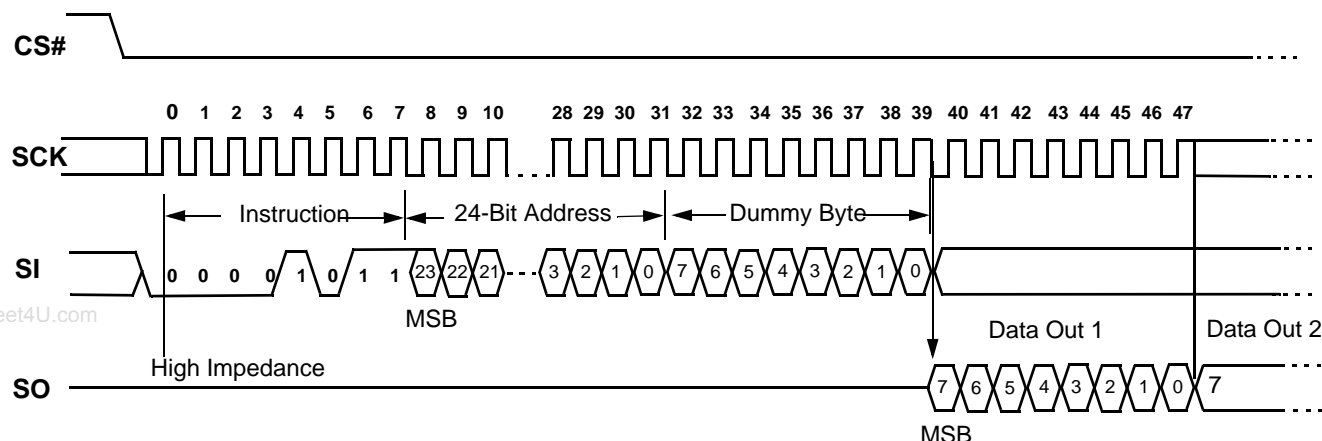 CS#
0 1 2 3 4 5 6 7 8 9 10 28 29 30 31 32 33 34 35 36 37 38 39 40 41 42 43 44 45 46 47
SCK
Instruction 24-Bit Address Dummy Byte
SI 0 0 0 0 1 0 1 1 23 22 21 3 2 1 0 7 6 5 4 3 2 1 0
eet4U.com
MSB
Data Out 1 Data Out 2
High Impedance
SO 7 6 5 4 3 2 1 0 7
MSB